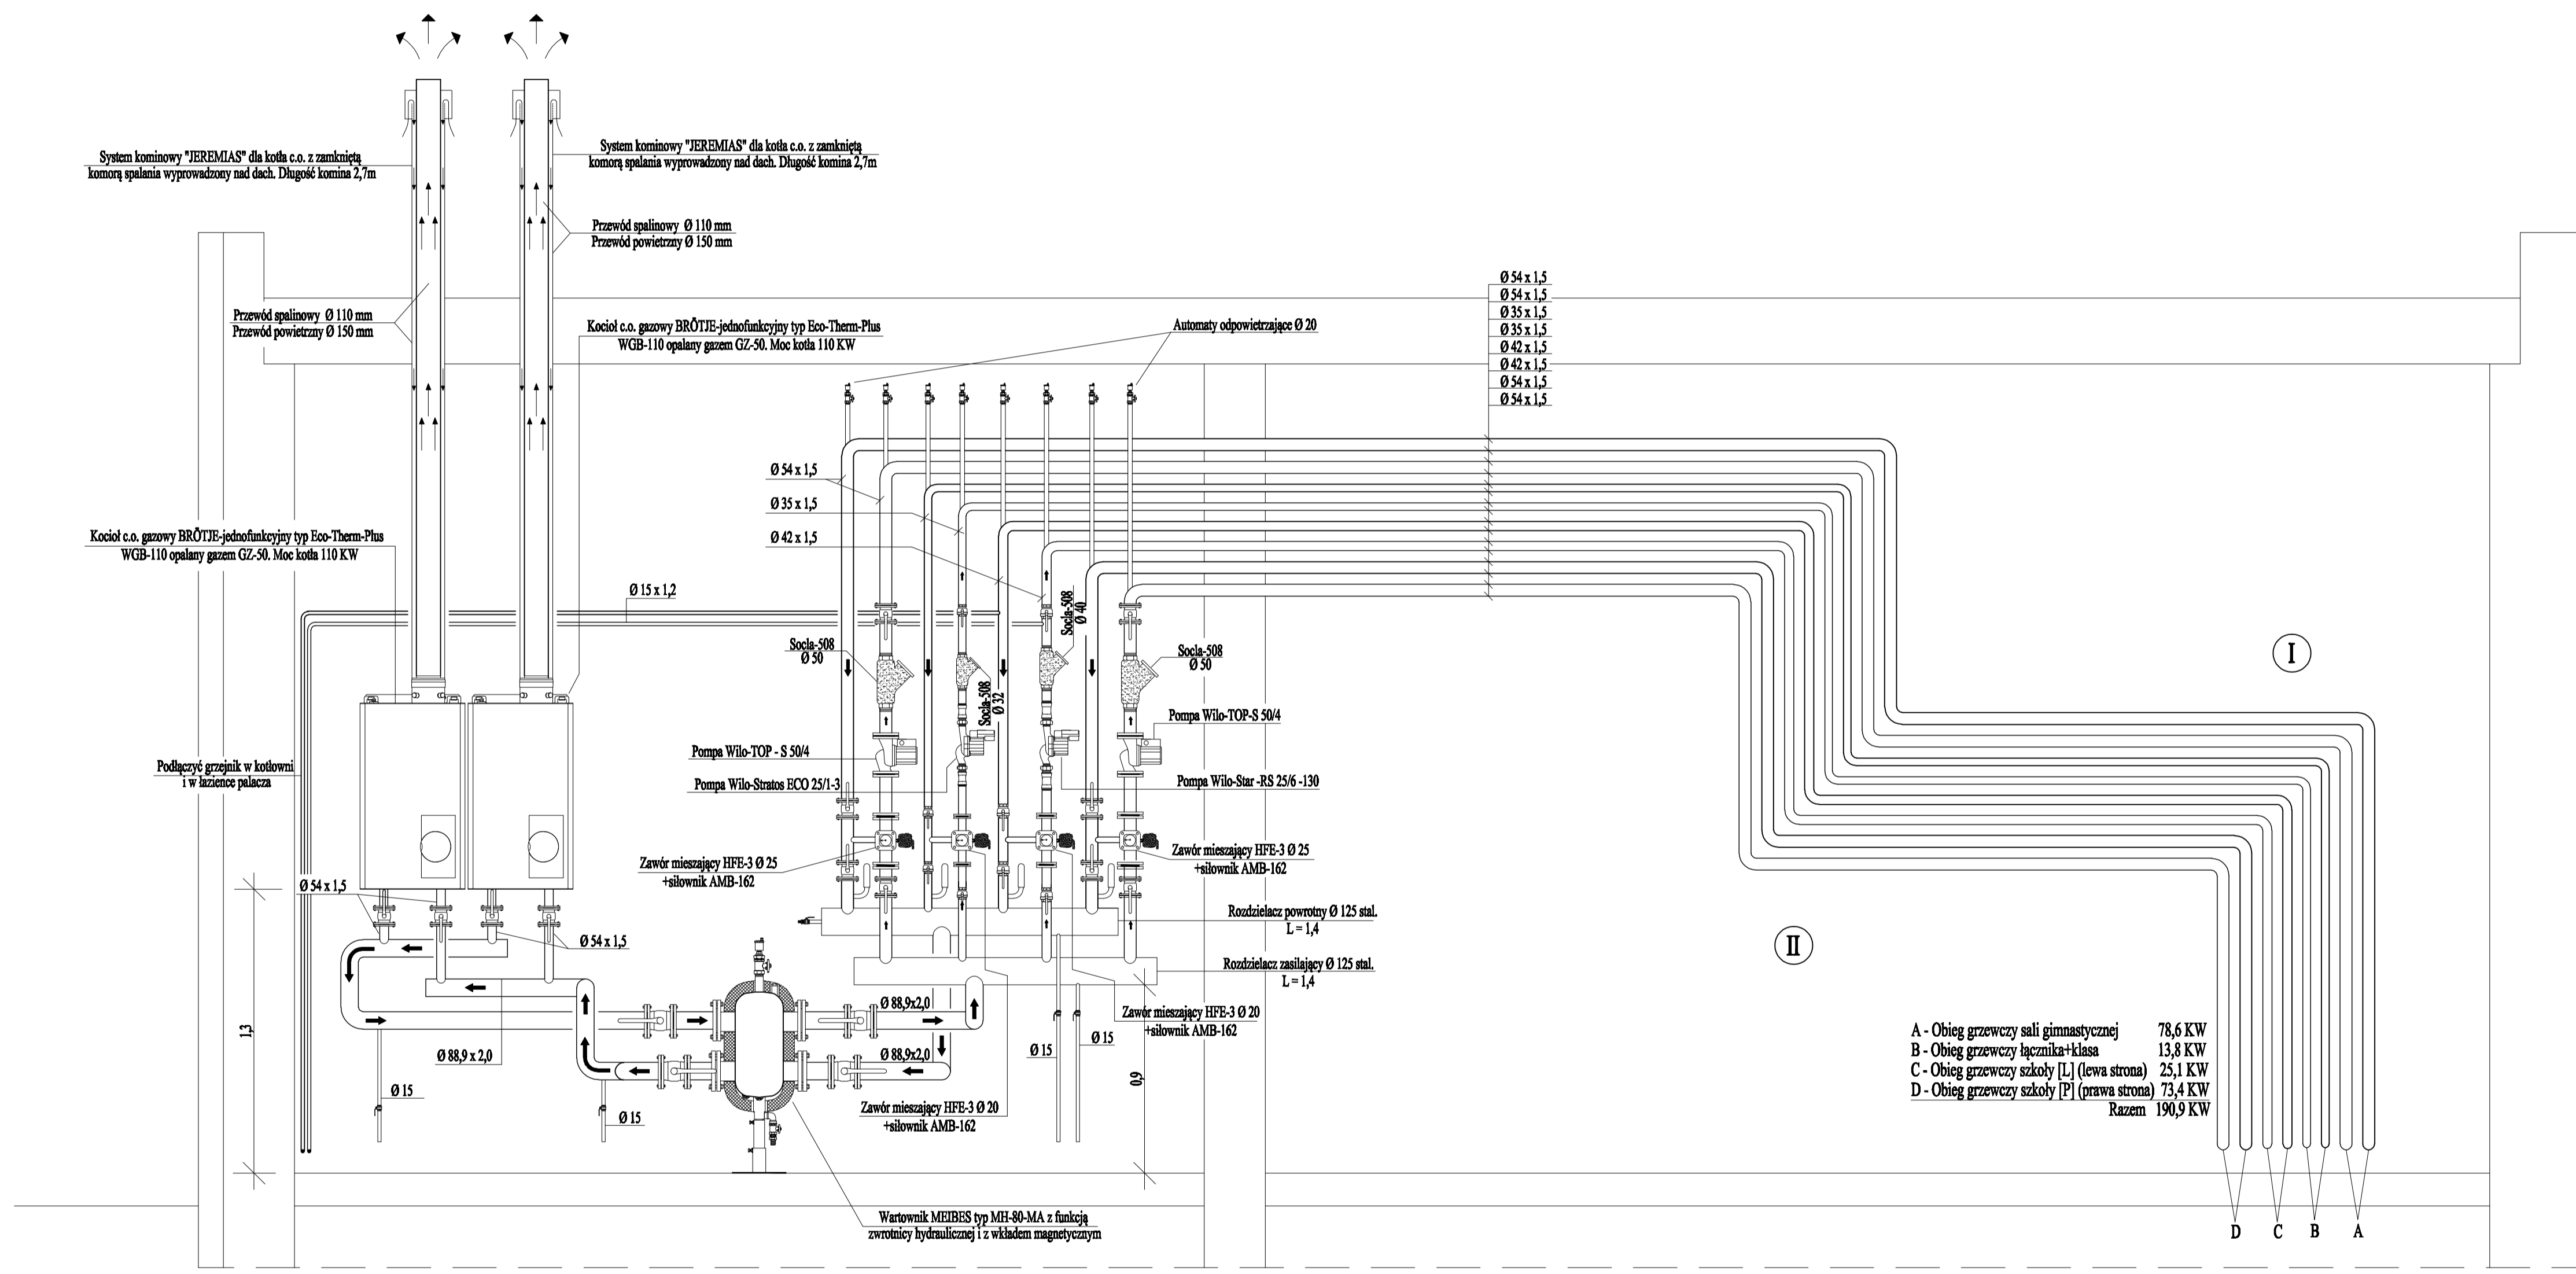 System kominowy "JEREMIAS" dla kotła c.o. z zamkniętą
komorą spalania wyprowadzony nad dach. Długość komina 2,7m
System kominowy "JEREMIAS" dla kotła c.o. z zamkniętą
komorą spalania wyprowadzony nad dach. Długość komina 2,7m
Przewód spalinowy Ø 110 mm
Przewód powietrzny Ø 150 mm
Przewód spalinowy Ø 110 mm
Przewód powietrzny Ø 150 mm
Kocioł c.o. gazowy BRÖTJE-jednofunkcyjny typ Eco-Therm-Plus
WGB-110 opalany gazem GZ-50. Moc kotła 110 KW
Automaty odpowietrzające Ø 20
Ø 54 x 1,5
Ø 54 x 1,5
Ø 35 x 1,5
Ø 35 x 1,5
Ø 42 x 1,5
Ø 42 x 1,5
Ø 54 x 1,5
Ø 54 x 1,5
Ø 54 x 1,5
Ø 35 x 1,5
Ø 42 x 1,5
Kocioł c.o. gazowy BRÖTJE-jednofunkcyjny typ Eco-Therm-Plus
WGB-110 opalany gazem GZ-50. Moc kotła 110 KW
Ø 15 x 1,2
Socla-508
Ø 50
Socla-508
Ø 32
Socla-508
Ø 40
Socla-508
Ø 50
I
Pompa Wilo-TOP-S 50/4
Pompa Wilo-TOP - S 50/4
Pompa Wilo-Stratos ECO 25/1-3
Pompa Wilo-Star -RS 25/6 -130
Podłączyć grzejnik w kotłowni
i w łazience palacza
Zawór mieszający HFE-3 Ø 25
+siłownik AMB-162
Zawór mieszający HFE-3 Ø 25
+siłownik AMB-162
Ø 54 x 1,5
Ø 54 x 1,5
Rozdzielacz powrotny Ø 125 stal.
L = 1,4
Rozdzielacz zasilający Ø 125 stal.
L = 1,4
II
1,3
Ø 88,9x2,0
Ø 88,9x2,0
Ø 88,9 x 2,0
Zawór mieszający HFE-3 Ø 20
+siłownik AMB-162
Ø 15
Ø 15
0,9
Ø 15
Ø 15
Zawór mieszający HFE-3 Ø 20
+siłownik AMB-162
A - Obieg grzewczy sali gimnastycznej 78,6 KW
B - Obieg grzewczy łącznika+klasa 13,8 KW
C - Obieg grzewczy szkoły [L] (lewa strona) 25,1 KW
D - Obieg grzewczy szkoły [P] (prawa strona) 73,4 KW
Razem 190,9 KW
Wartownik MEIBES typ MH-80-MA z funkcją
zwrotnicy hydraulicznej i z wkładem magnetycznym
D C B A